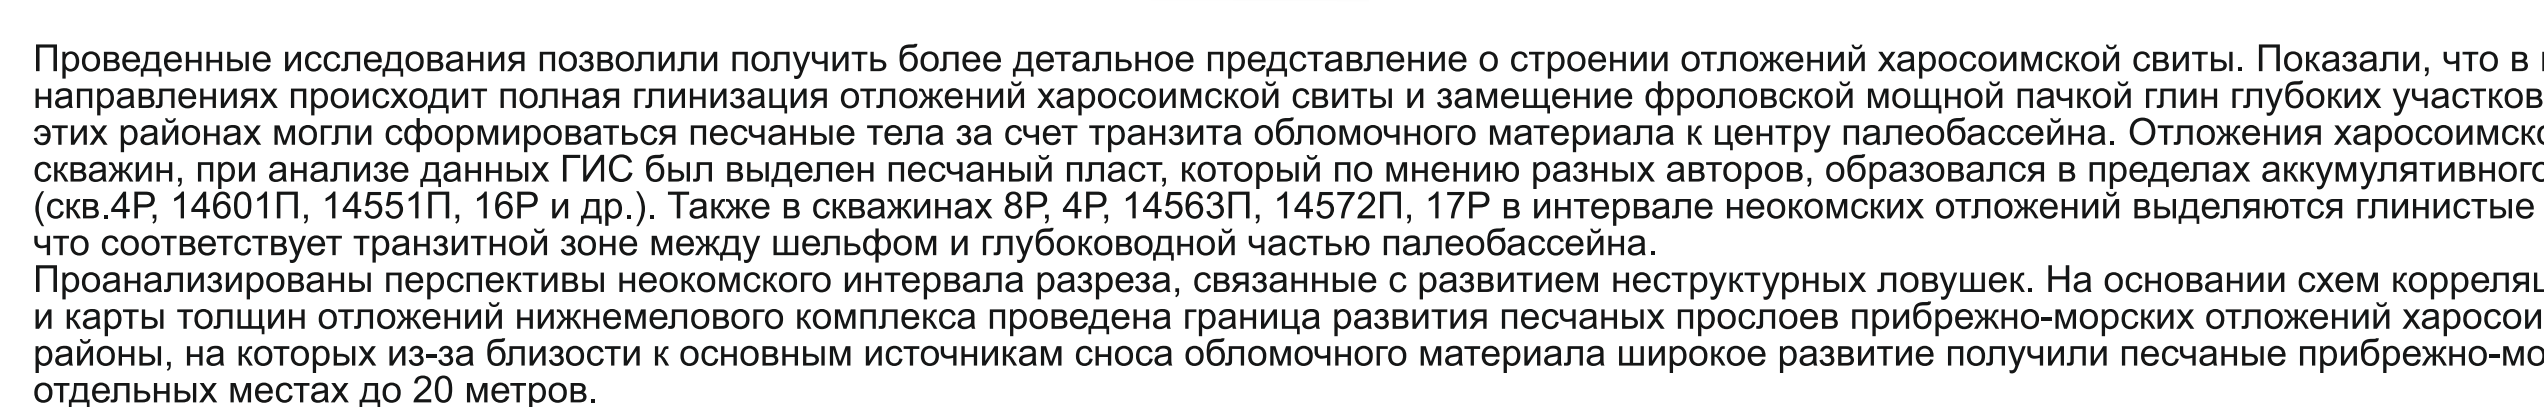 Проведенные исследования позволили получить более детальное представление о строении отложений харосоимской свиты. Показали, что в
направлениях происходит полная глинизация отложений харосоимской свиты и замещение фроловской мощной пачкой глин глубоких участков
этих районах могли сформироваться песчаные тела за счет транзита обломочного материала к центру палеобассейна. Отложения
скважин, при анализе данных ГИС был выделен песчаный пласт, который по мнению разных авторов, образовался в пределах
(скв.4Р, 14601П, 14551П, 16Р и др.). Также в скважинах 8Р, 4Р, 14563П, 14572П, 17Р в интервале неокомских отложений выделяются глинистые
что соответствует транзитной зоне между шельфом и глубоководной частью палеобассейна.
Проанализированы перспективы неокомского интервала разреза, связанные с развитием неструктурных ловушек. На основании схем
и карты толщин отложений нижнемелового комплекса проведена граница развития песчаных прослоев прибрежно-морских отложений
районы, на которых из-за близости к основным источникам сноса обломочного материала широкое развитие получили песчаные
отдельных местах до 20 метров.